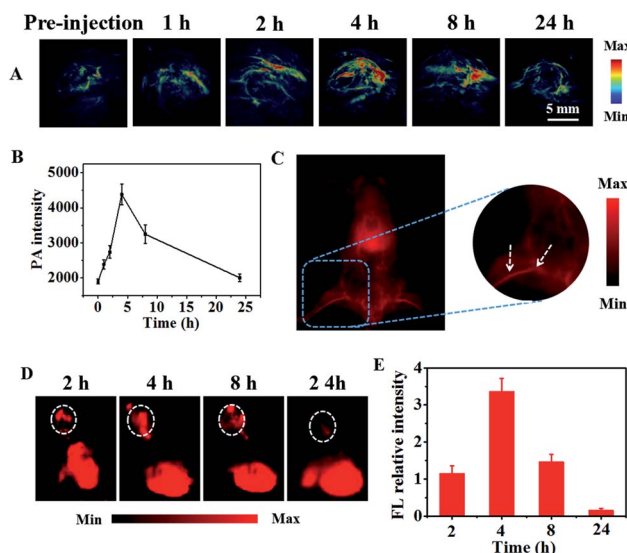 Pre-injection 1 h 2 h 4 h 8 h 24 h
A
Max
Min
5 mm
B
PA intensity
5000
4000
3000
2000
0 5 10 15 20 25
Time (h)
C
Max
Min
D
2 h 4 h 8 h 2 4h
Min Max
E
FL relative intensity
4
3
2
1
0
2 4 8 24
Time (h)